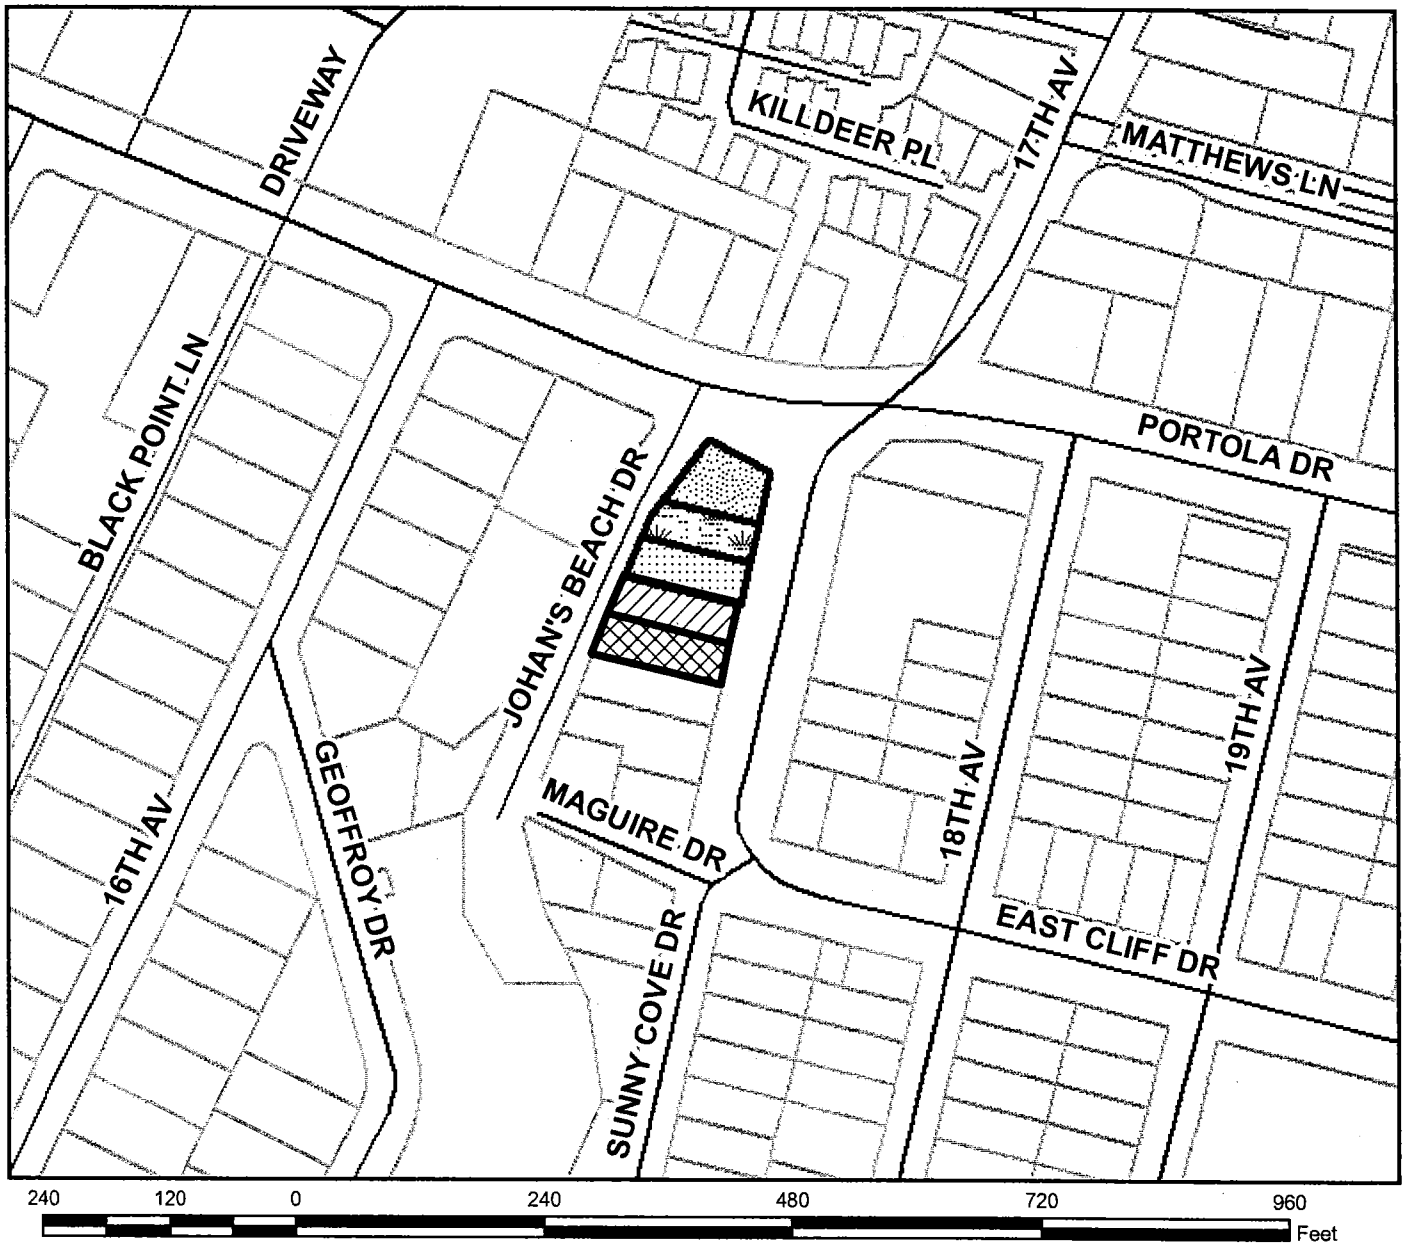 DRIVEWAY
KILLDEER PL
17TH AV
MATTHEWS LN
BLACK POINT LN
JOHAN'S BEACH DR
PORTOLA DR
16TH AV
GEOFFROY DR
MAGUIRE DR
18TH AV
19TH AV
SUNNY COVE DR
EAST CLIFF DR
240 120 0 240 480 720 960
Feet